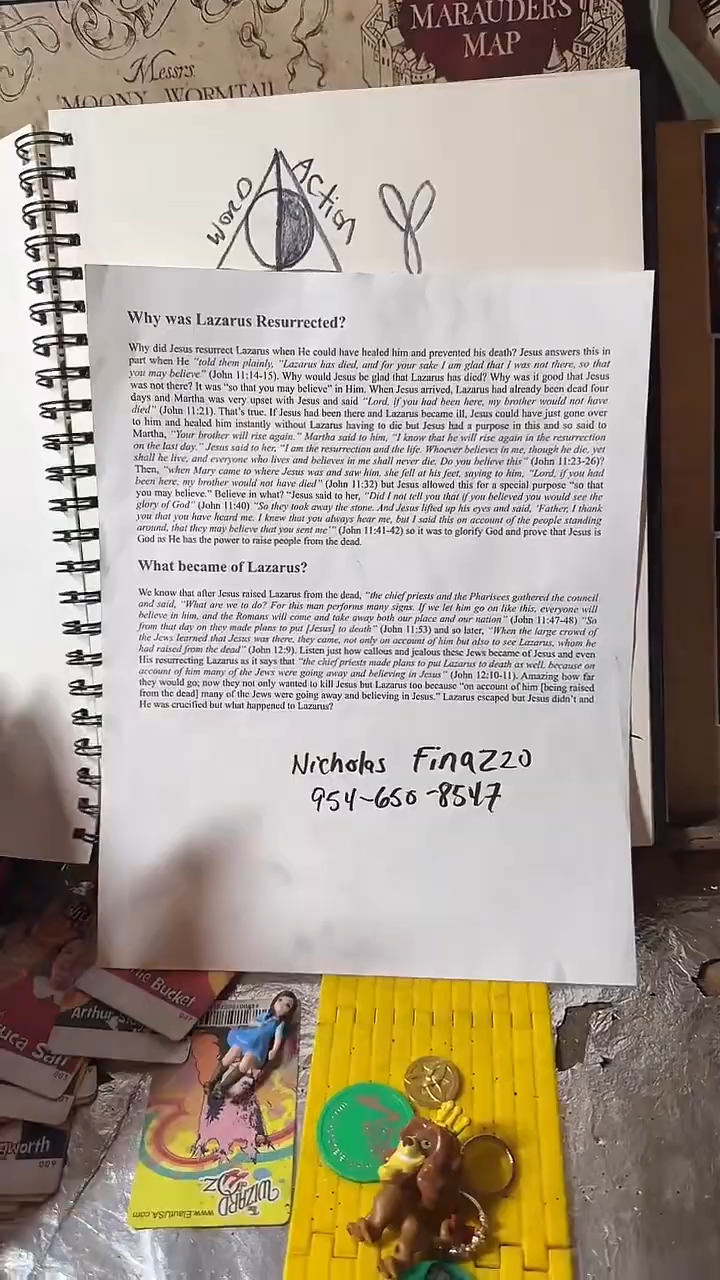 MARAUDERS
MAP
Messrs
MOONY WORMTAIL
WORD
ACTION
Why was Lazarus Resurrected?
Why did Jesus resurrect Lazarus when He could have healed him and prevented his death? Jesus answers this in
part when He "told them plainly, "Lazarus has died, and for your sake I am glad that I was not there, so that
you may believe" (John 11:14-15). Why would Jesus be glad that Lazarus has died? Why was it good that Jesus
was not there? It was "so that you may believe" in Him. When Jesus arrived, Lazarus had already been dead four
days and Martha was very upset with Jesus and said "Lord, if you had been here, my brother would not have
died" (John 11:21). That's true. If Jesus had been there and Lazarus became ill, Jesus could have just gone over
to him and healed him instantly without Lazarus having to die but Jesus had a purpose in this and so said to
Martha, "Your brother will rise again." Martha said to him, "I know that he will rise again in the resurrection
on the last day." Jesus said to her, "I am the resurrection and the life. Whoever believes in me, though he die, yet
shall he live, and everyone who lives and believes in me shall never die. Do you believe this" (John 11:23-26)?
Then, "when Mary came to where Jesus was and saw him, she fell at his feet, saying to him, "Lord, if you had
been here, my brother would not have died" (John 11:32) but Jesus allowed this for a special purpose "so that
you may believe." Believe in what? "Jesus said to her, "Did I not tell you that if you believed you would see the
glory of God" (John 11:40) "So they took away the stone. And Jesus lifted up his eyes and said, 'Father, I thank
you that you have heard me. I knew that you always hear me, but I said this on account of the people standing
around, that they may believe that you sent me'" (John 11:41-42) so it was to glorify God and prove that Jesus is
God as He has the power to raise people from the dead.
What became of Lazarus?
We know that after Jesus raised Lazarus from the dead, "the chief priests and the Pharisees gathered the council
and said, "What are we to do? For this man performs many signs. If we let him go on like this, everyone will
believe in him, and the Romans will come and take away both our place and our nation" (John 11:47-48) "So
from that day on they made plans to put [Jesus] to death" (John 11:53) and so later, "When the large crowd of
the Jews learned that Jesus was there, they came, not only on account of him but also to see Lazarus, whom he
had raised from the dead" (John 12:9). Listen just how callous and jealous these Jews became of Jesus and even
His resurrecting Lazarus as it says that "the chief priests made plans to put Lazarus to death as well, because on
account of him many of the Jews were going away and believing in Jesus" (John 12:10-11). Amazing how far
they would go; now they not only wanted to kill Jesus but Lazarus too because "on account of him [being raised
from the dead] many of the Jews were going away and believing in Jesus." Lazarus escaped but Jesus didn't and
He was crucified but what happened to Lazarus?
Nicholas Finazzo
954-650-8547
Bucket
Arthur
uca Salt
THE WIZARD OF OZ
www.ElautUSA.com